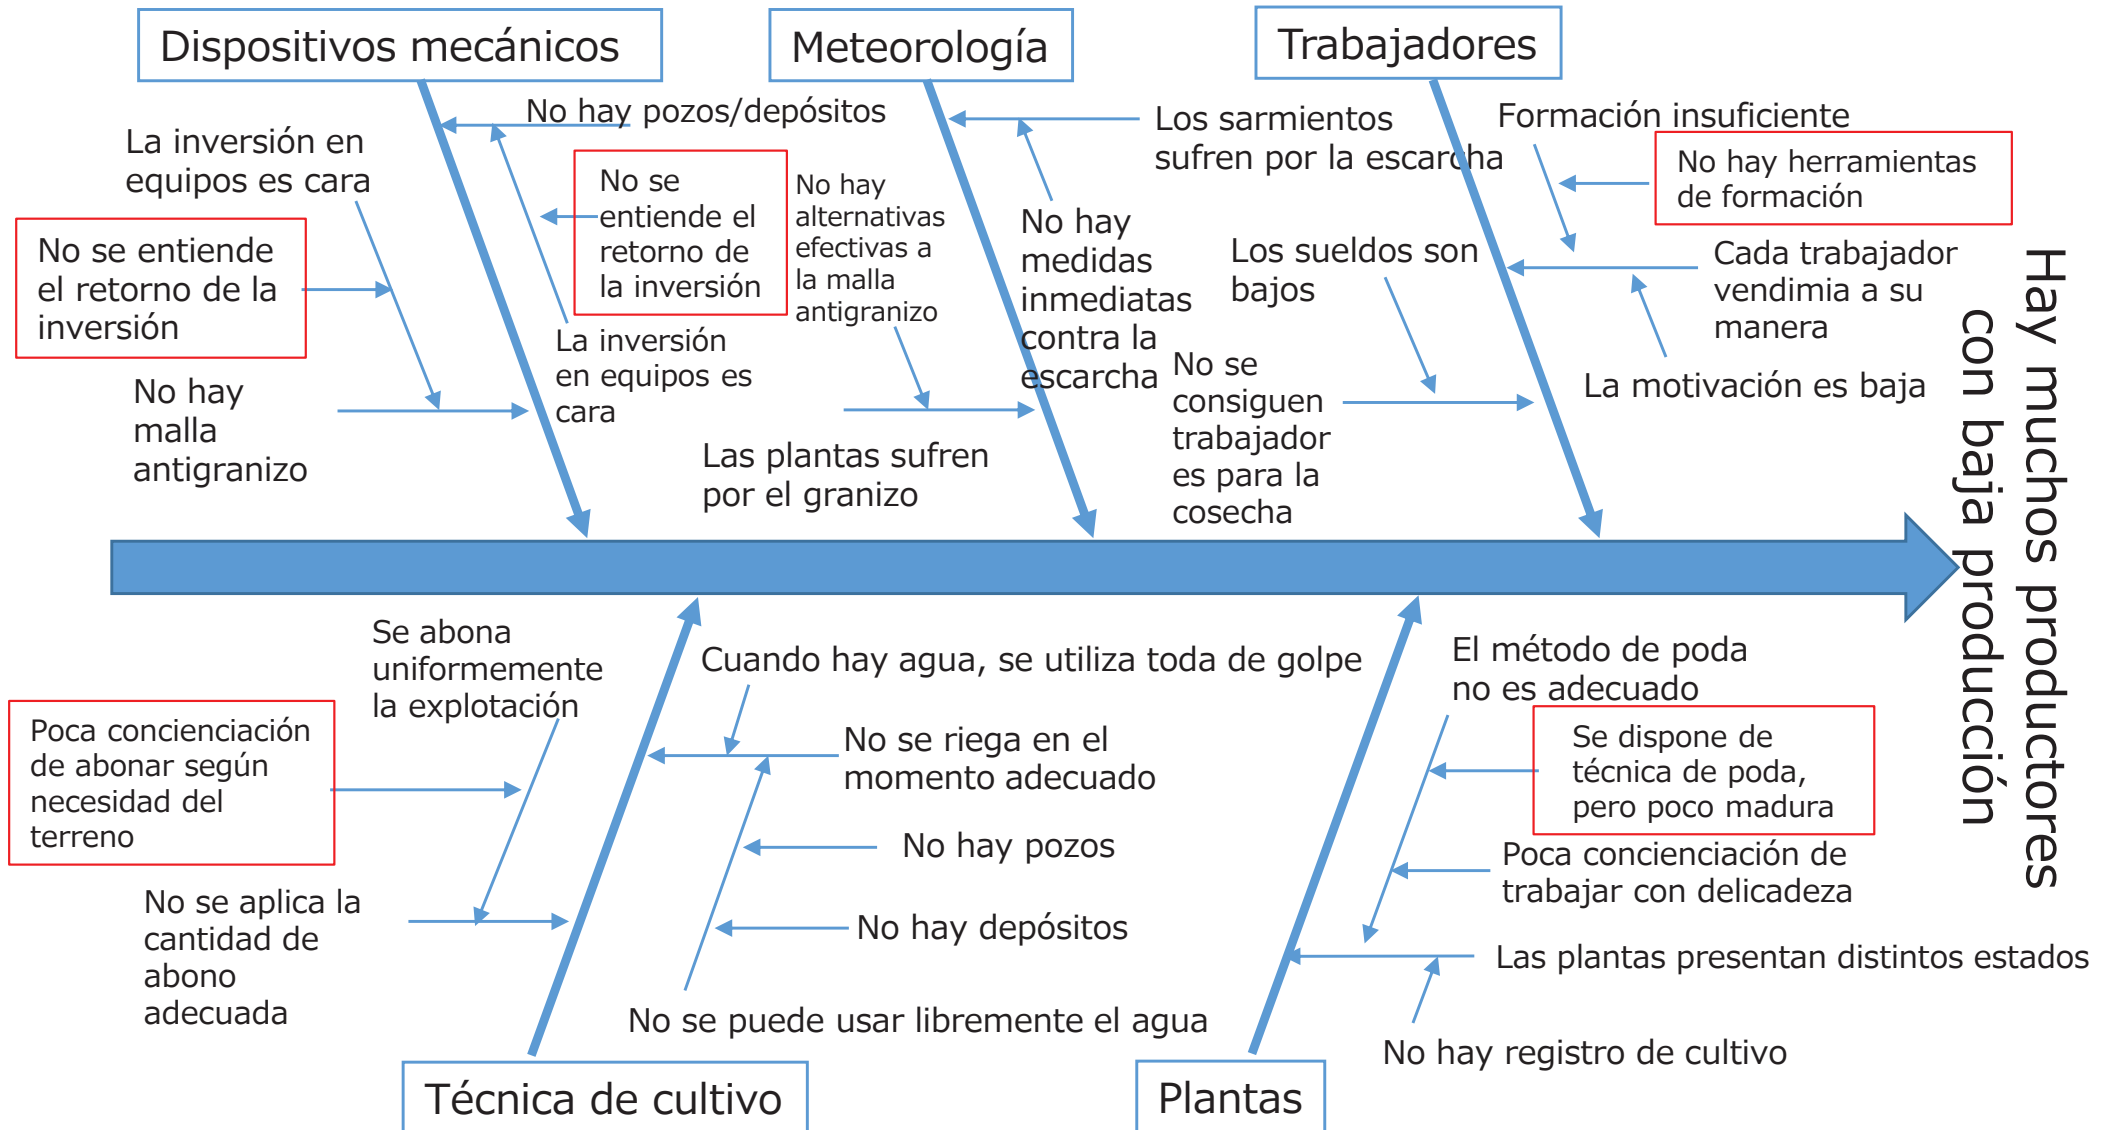 Dispositivos mecánicos
Meteorología
Trabajadores
No hay pozos/depósitos
La inversión en
equipos es cara
No se entiende
el retorno de la
inversión
No hay
malla
antigranizo
No se
entiende el
retorno de
la inversión
La inversión
en equipos es
cara
Los sarmientos
sufren por la escarcha
No hay
alternativas
efectivas a
la malla
antigranizo
No hay
medidas
inmediatas
contra la
escarcha
Las plantas sufren
por el granizo
Formación insuficiente
No hay herramientas
de formación
Los sueldos son
bajos
Cada trabajador
vendimia a su
manera
La motivación es baja
No se
consiguen
trabajador
es para la
cosecha
Hay muchos productores
con baja producción
Se abona
uniformemente
la explotación
Poca concienciación
de abonar según
necesidad del
terreno
No se aplica la
cantidad de
abono
adecuada
Cuando hay agua, se utiliza toda de golpe
No se riega en el
momento adecuado
No hay pozos
No hay depósitos
No se puede usar libremente el agua
El método de poda
no es adecuado
Se dispone de
técnica de poda,
pero poco madura
Poca concienciación de
trabajar con delicadeza
Las plantas presentan distintos estados
No hay registro de cultivo
Técnica de cultivo
Plantas